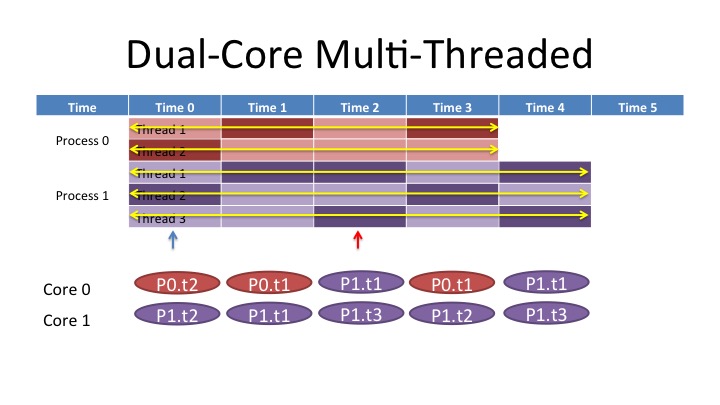 Dual-Core Multi-Threaded
Time Time 0 Time 1 Time 2 Time 3 Time 4 Time 5
Process 0
Thread 1
Thread 2
Process 1
Thread 1
Thread 2
Thread 3
Core 0 P0.t2 P0.t1 P1.t1 P0.t1 P1.t1
Core 1 P1.t2 P1.t1 P1.t3 P1.t2 P1.t3